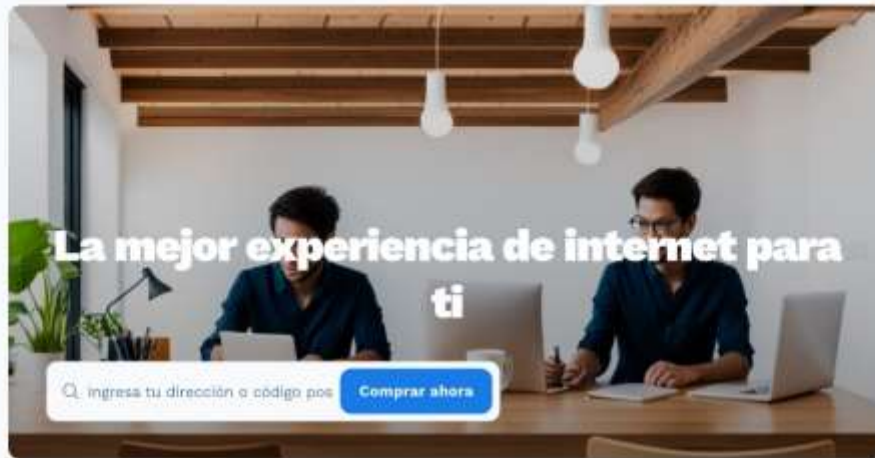 La mejor experiencia de internet para
ti
Ingresa tu dirección o código pos
Comprar ahora